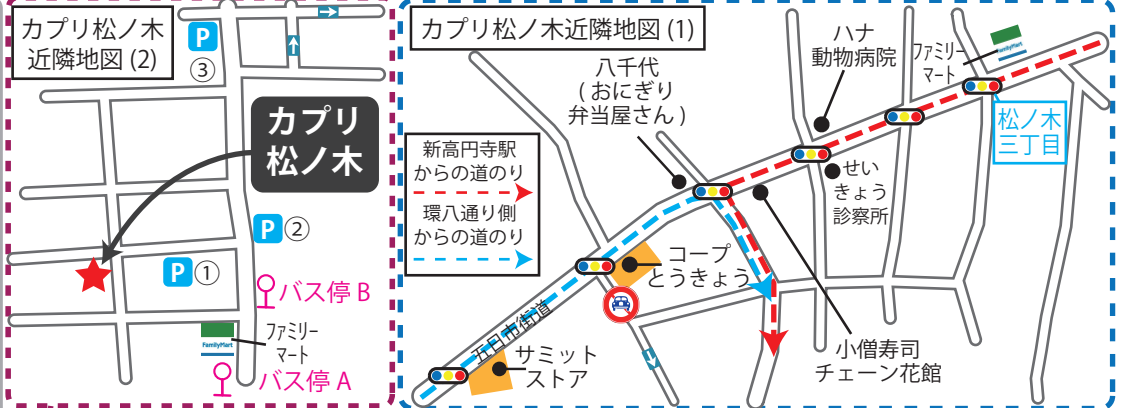 カプリ松ノ木
近隣地図 (2)
P
③
カプリ
松ノ木
P②
P①
バス停 B
FamilyMart
ファミリー
マート
バス停 A
カプリ松ノ木近隣地図 (1)
ハナ
動物病院
ファミリー
マート
FamilyMart
八千代
( おにぎり
弁当屋さん )
松ノ木
三丁目
新高円寺駅
からの道のり
環八通り側
からの道のり
せい
きょう
診察所
コープ
とうきょう
五日市街道
サミット
ストア
小僧寿司
チェーン花館